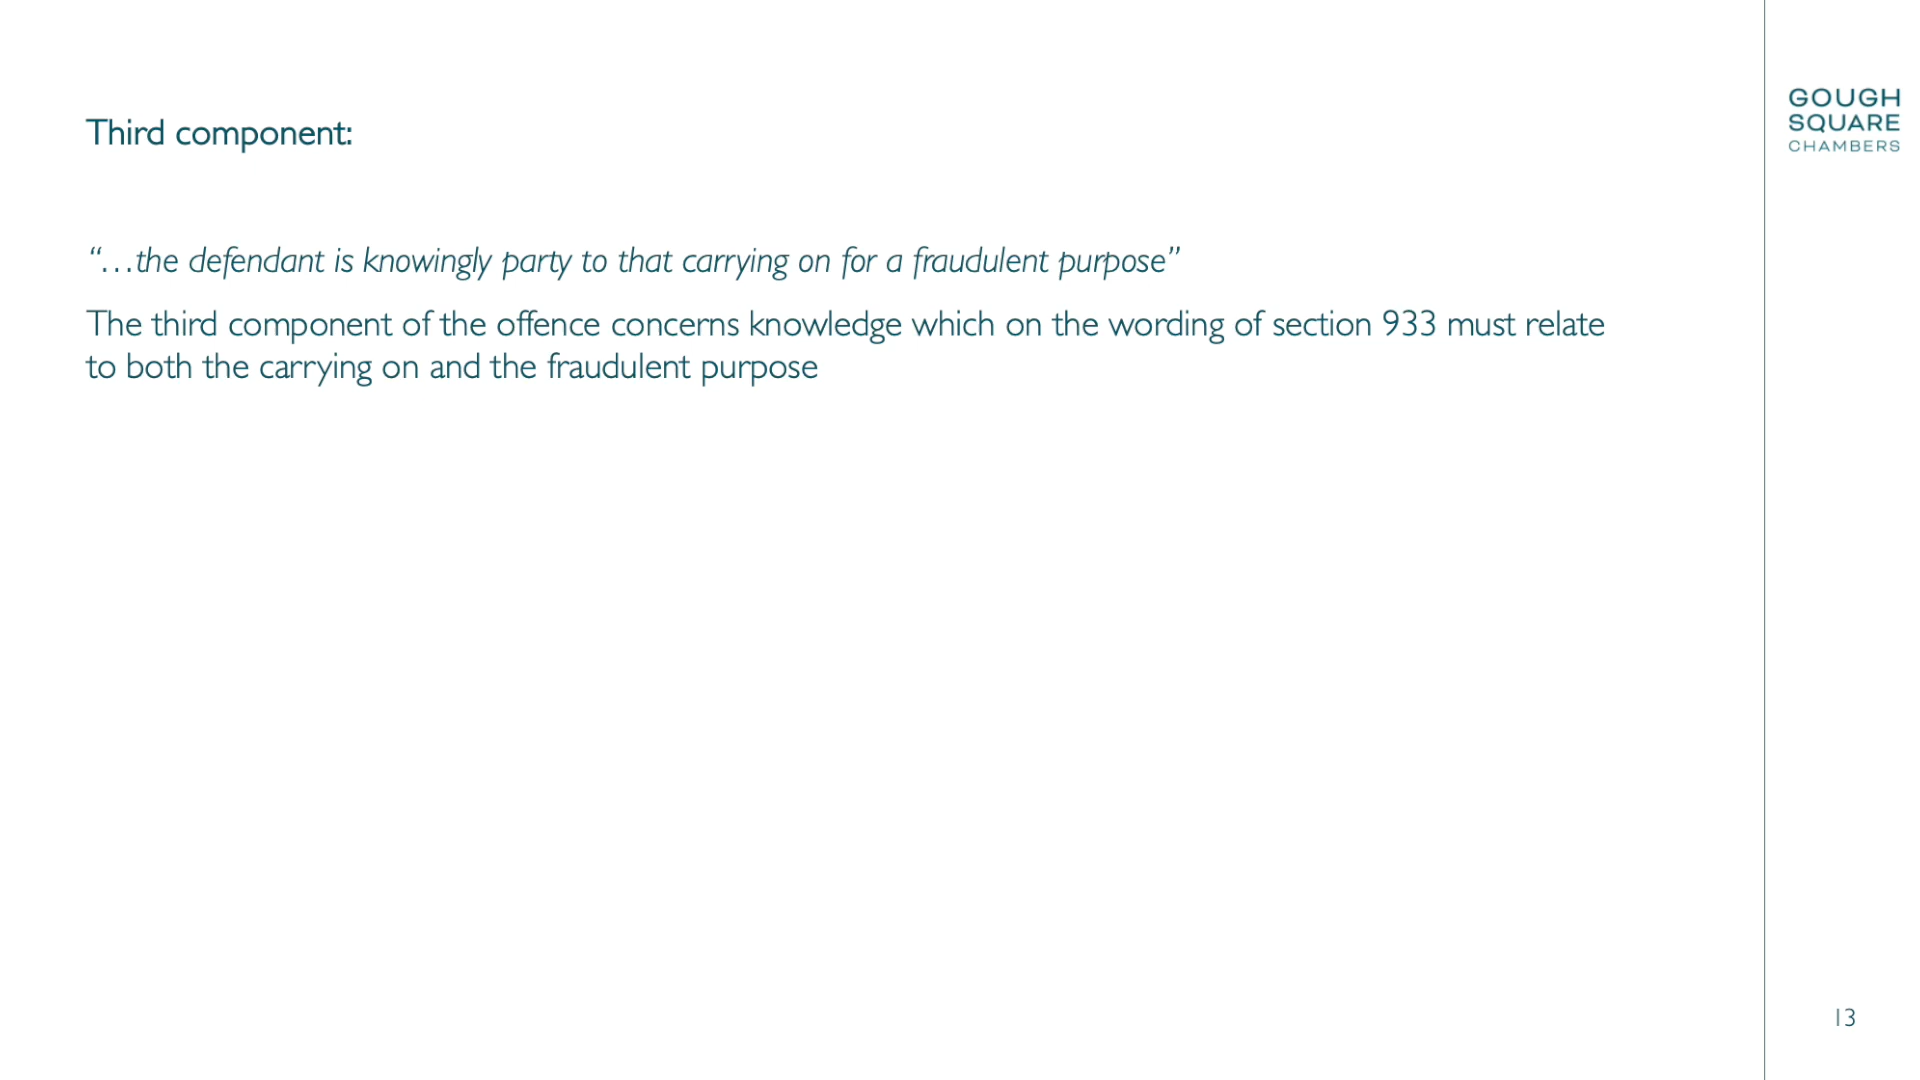 Third component:
“…the defendant is knowingly party to that carrying on for a fraudulent purpose”
The third component of the offence concerns knowledge which on the wording of section 933 must relate
to both the carrying on and the fraudulent purpose
GOUGH
SQUARE
CHAMBERS
13